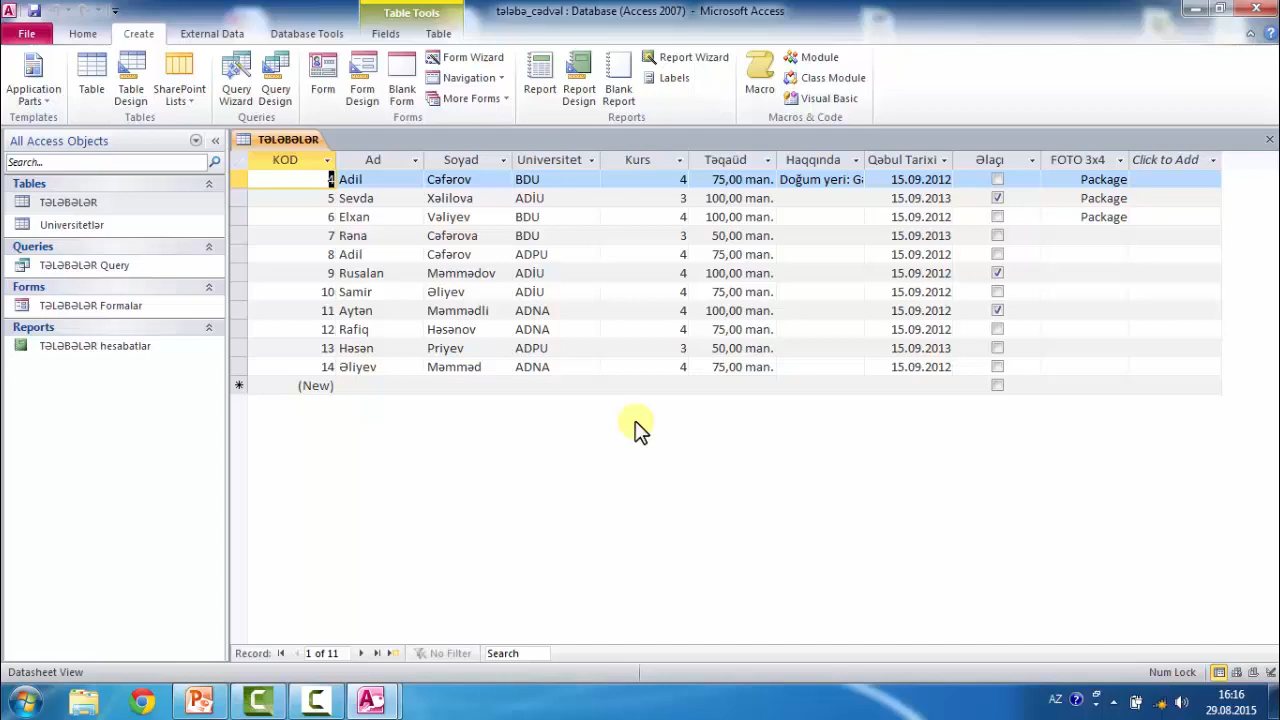 Table Tools
tələbə_cədvəl : Database (Access 2007) - Microsoft Access
File Home Create External Data Database Tools Fields Table
Application Parts Table Table Design SharePoint Lists Query Wizard Query Design Form Form Design Blank Form Form Wizard Navigation More Forms Report Report Design Blank Report Report Wizard Labels Macro Module Class Module Visual Basic
Templates Tables Queries Forms Reports Macros & Code
All Access Objects
Search...
Tables
TƏLƏBƏLƏR
Universitetlər
Queries
TƏLƏBƏLƏR Query
Forms
TƏLƏBƏLƏR Formalar
Reports
TƏLƏBƏLƏR hesabatlar
TƏLƏBƏLƏR
KOD Ad Soyad Universitet Kurs Təqaüd Haqqında Qəbul Tarixi Əlaçı FOTO 3x4 Click to Add
4 Adil Cəfərov BDU 4 75,00 man. Doğum yeri: Gə 15.09.2012 Package
5 Sevda Xəlilova ADİU 3 100,00 man. 15.09.2013 Package
6 Elxan Vəliyev BDU 4 100,00 man. 15.09.2012 Package
7 Rəna Cəfərova BDU 3 50,00 man. 15.09.2013
8 Adil Cəfərov ADPU 4 75,00 man. 15.09.2012
9 Rusalan Məmmədov ADİU 4 100,00 man. 15.09.2012
10 Samir Əliyev ADİU 4 75,00 man. 15.09.2012
11 Aytən Məmmədli ADNA 4 100,00 man. 15.09.2012
12 Rafiq Həsənov ADNA 4 75,00 man. 15.09.2012
13 Həsən Priyev ADPU 3 50,00 man. 15.09.2013
14 Əliyev Məmməd ADNA 4 75,00 man. 15.09.2012
(New)
Record: 1 of 11 No Filter Search
Datasheet View Num Lock
AZ 16:16
29.08.2015